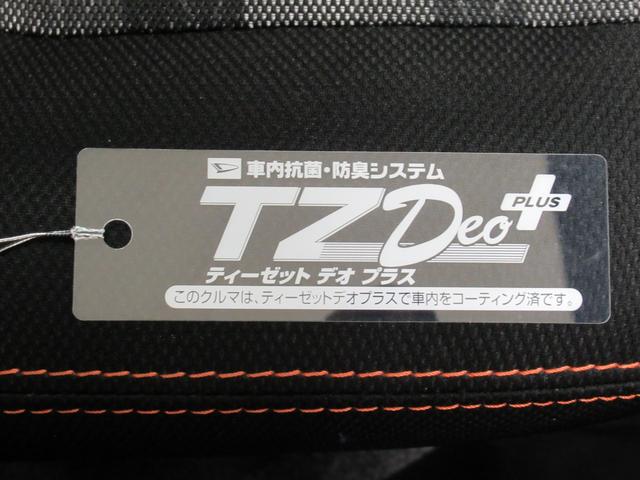 車内抗菌・防臭システム
TZ Deo PLUS
ティーゼット デオ プラス
このクルマは、ティーゼットデオプラスで車内をコーティング済です。